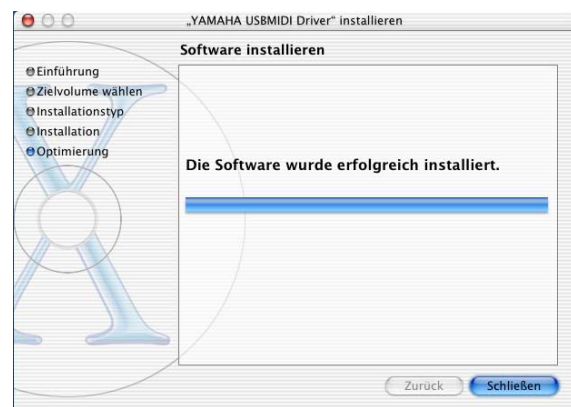 „YAMAHA USBMIDI Driver“ installieren
Software installieren
Einführung
Zielvolume wählen
Installationstyp
Installation
Optimierung
Die Software wurde erfolgreich installiert.
Zurück
Schließen